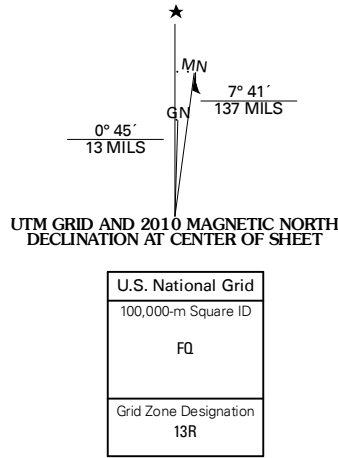 MN
7° 41´
137 MILS
GN
0° 45´
13 MILS
UTM GRID AND 2010 MAGNETIC NORTH
DECLINATION AT CENTER OF SHEET
U.S. National Grid
100,000-m Square ID
FQ
Grid Zone Designation
13R